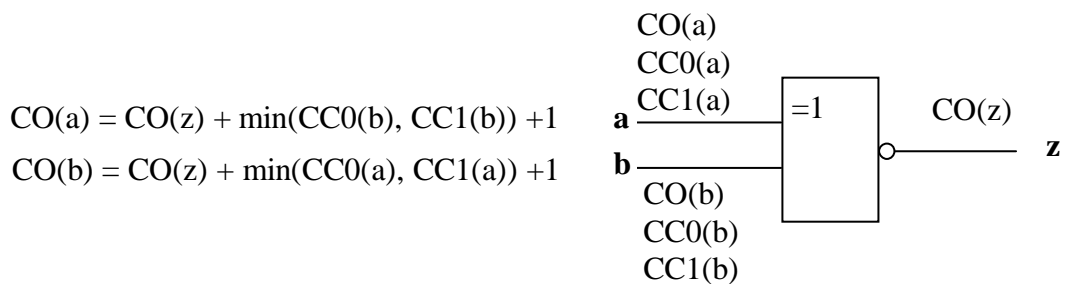 CO(a)
CC0(a)
CC1(a)
CO(a) = CO(z) + min(CC0(b), CC1(b)) +1
a
=1
CO(z)
CO(b) = CO(z) + min(CC0(a), CC1(a)) +1
b
z
CO(b)
CC0(b)
CC1(b)